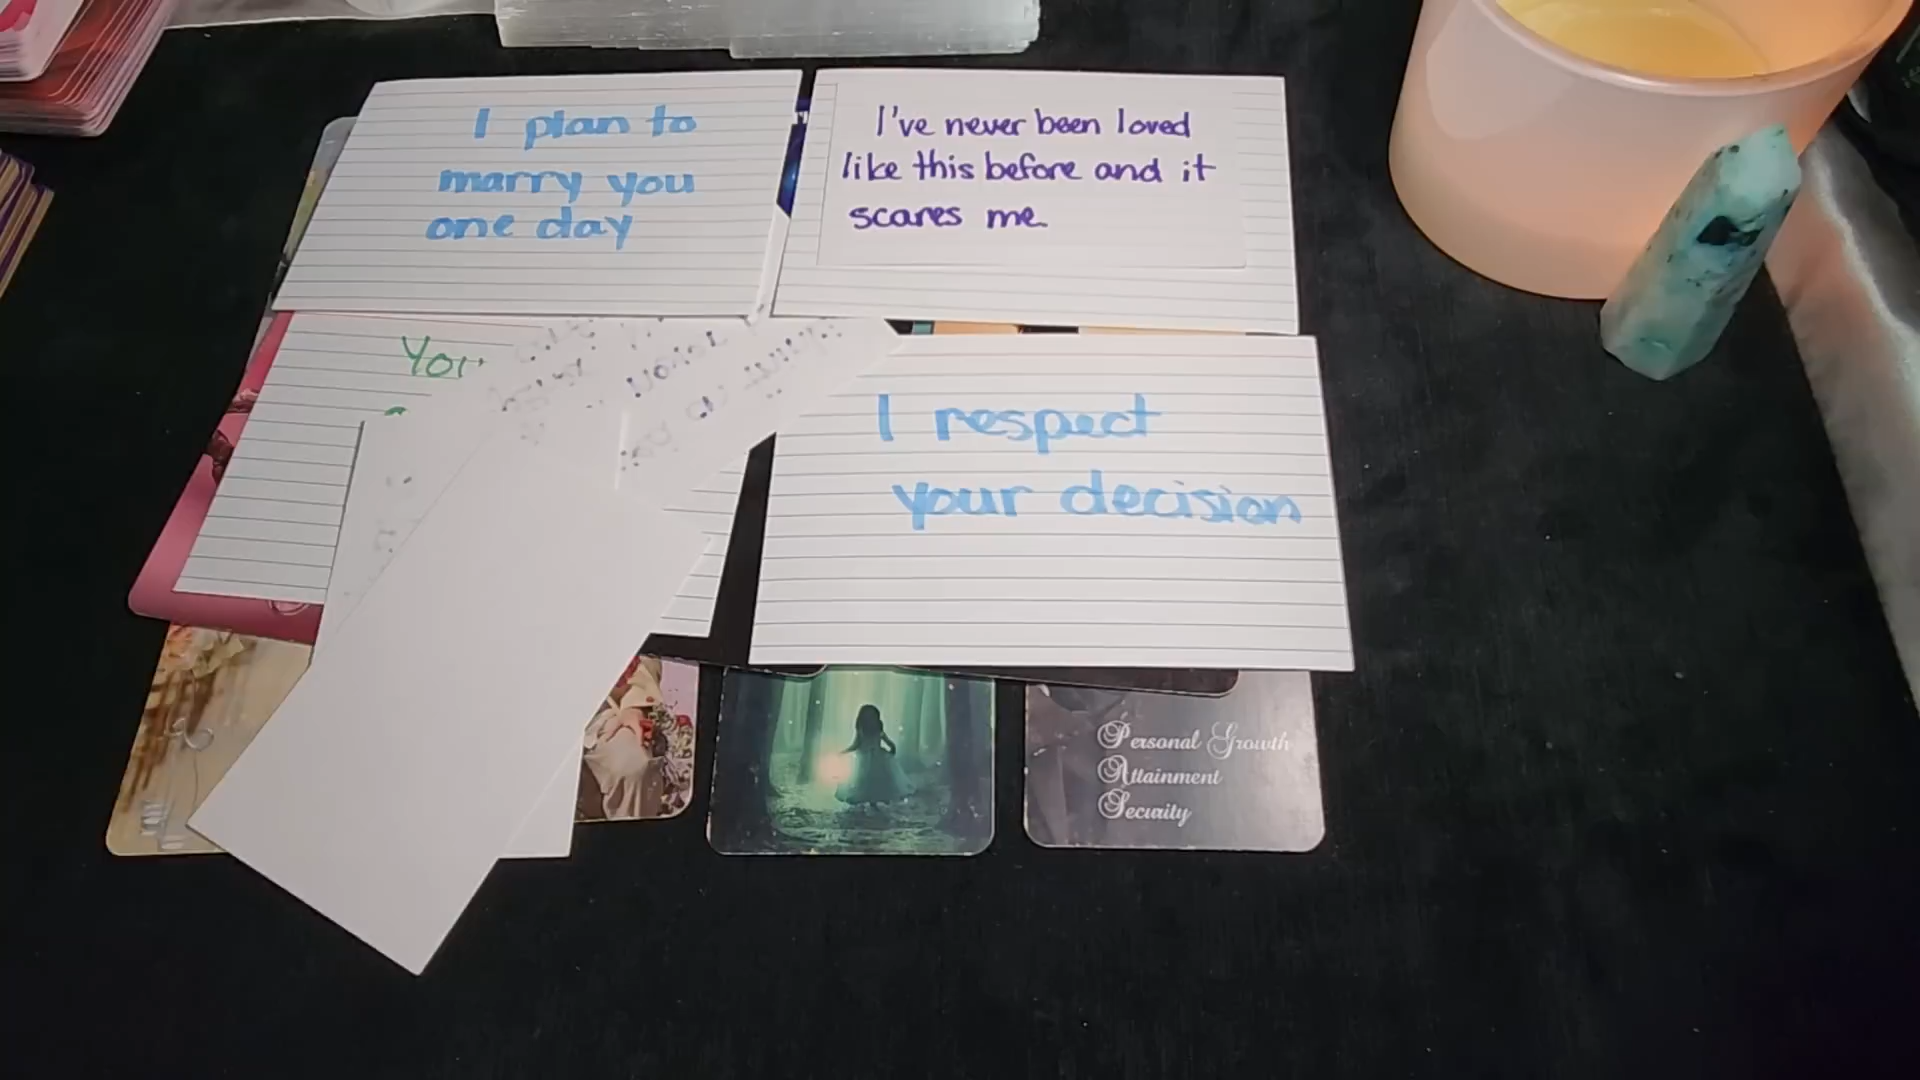 I plan to
marry you
one day
I've never been loved
like this before and it
scares me.
I respect
your decision
Personal Growth
Attainment
Security